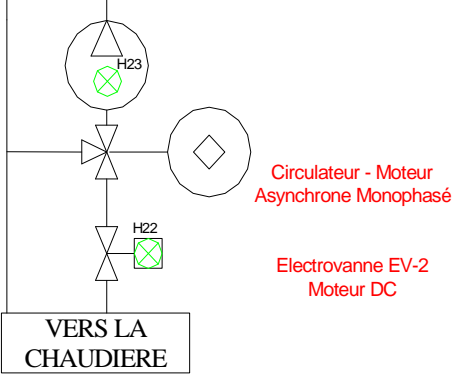 H23
Circulateur - Moteur
Asynchrone Monophasé
H22
Electrovanne EV-2
Moteur DC
VERS LA
CHAUDIERE